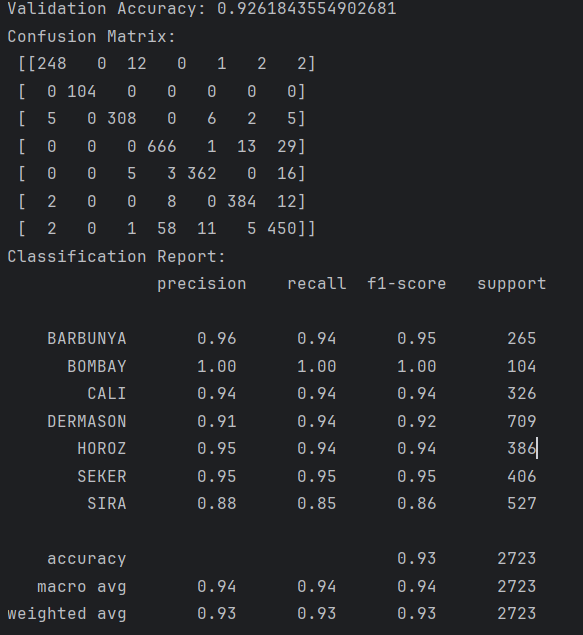 Validation Accuracy: 0.9261843554902681
Confusion Matrix:
[[248 0 12 0 1 2 2]
[ 0 104 0 0 0 0 0]
[ 5 0 308 0 6 2 5]
[ 0 0 0 666 1 13 29]
[ 0 0 5 3 362 0 16]
[ 2 0 0 8 0 384 12]
[ 2 0 1 58 11 5 450]]
Classification Report:
precision recall f1-score support
BARBUNYA 0.96 0.94 0.95 265
BOMBAY 1.00 1.00 1.00 104
CALI 0.94 0.94 0.94 326
DERMASON 0.91 0.94 0.92 709
HOROZ 0.95 0.94 0.94 386
SEKER 0.95 0.95 0.95 406
SIRA 0.88 0.85 0.86 527
accuracy 0.93 2723
macro avg 0.94 0.94 0.94 2723
weighted avg 0.93 0.93 0.93 2723